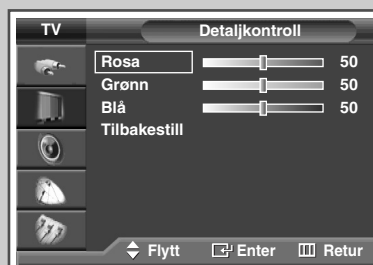 TV
Detaljkontroll
Rosa 50
Grønn 50
Blå 50
Tilbakestill
Flytt Enter Retur